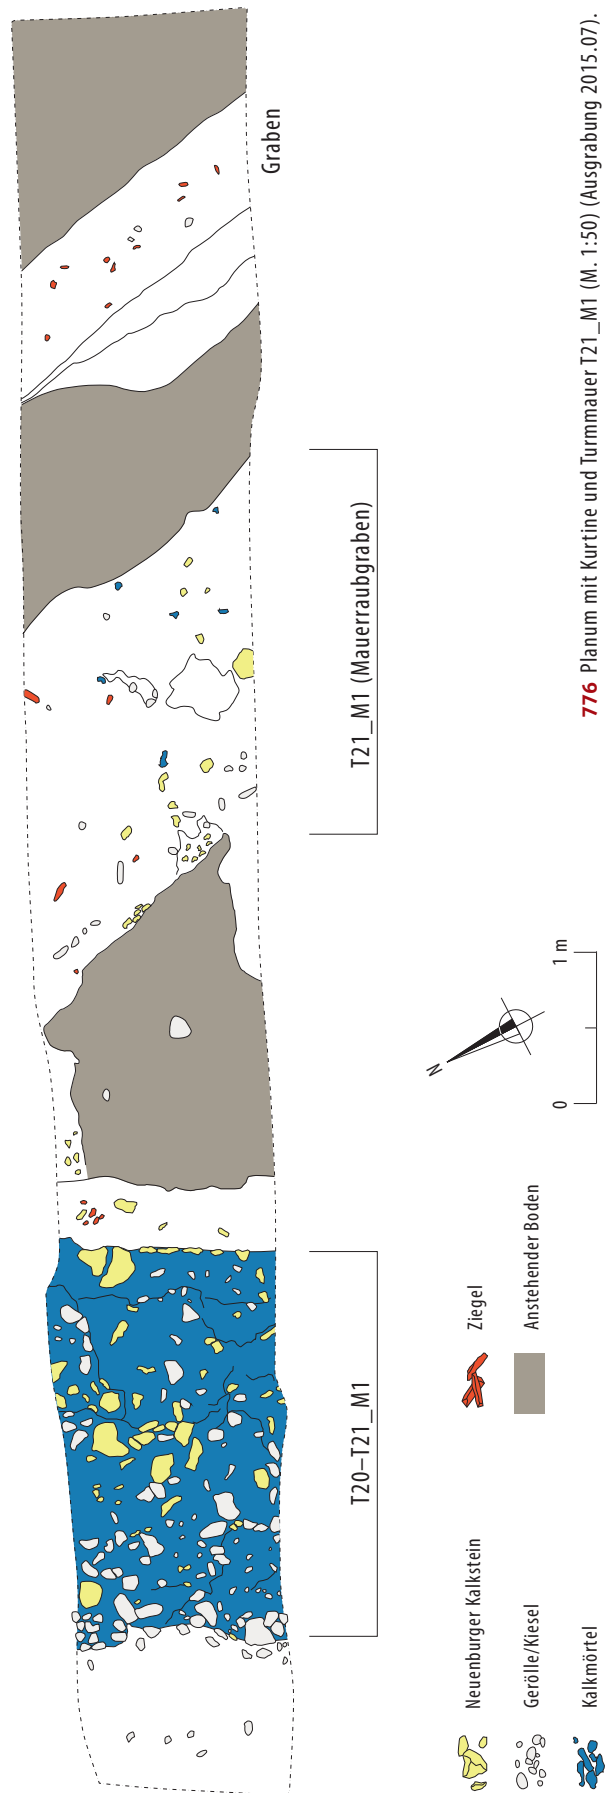 T20–T21_M1
T21_M1 (Mauerraubgraben)
Graben
Neuenburger Kalkstein
Gerölle/Kiesel
Kalkmörtel
Ziegel
Anstehender Boden
N
0 1 m
776 Planum mit Kurtine und Turmmauer T21_M1 (M. 1:50) (Ausgrabung 2015.07).